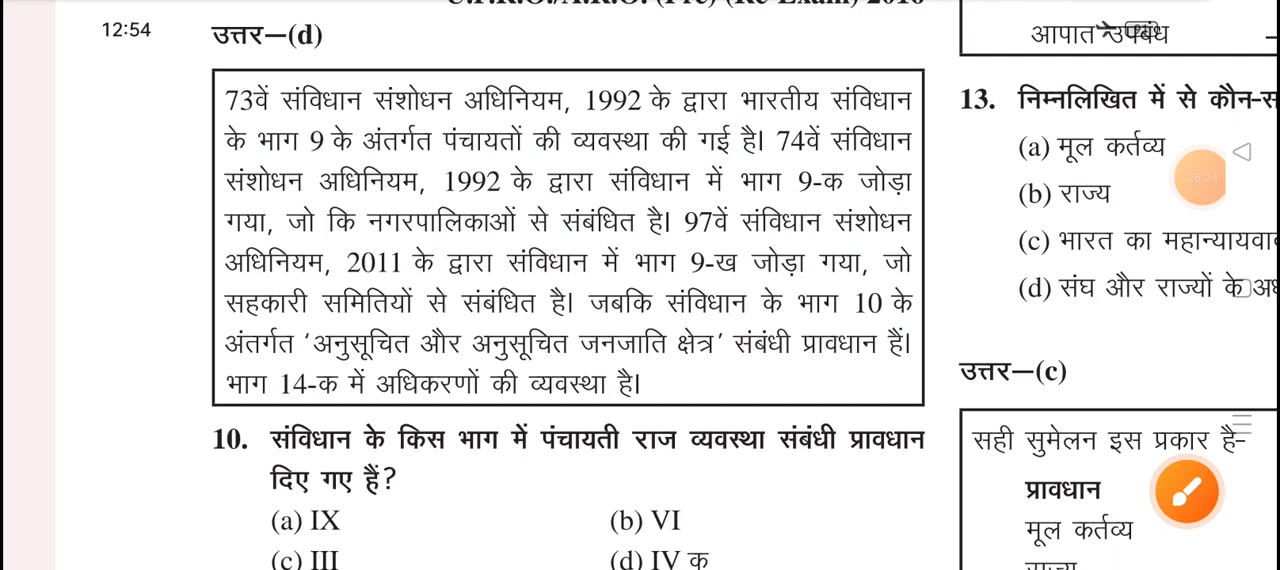 12:54
उत्तर–(d)
73वें संविधान संशोधन अधिनियम, 1992 के द्वारा भारतीय संविधान
के भाग 9 के अंतर्गत पंचायतों की व्यवस्था की गई है। 74वें संविधान
संशोधन अधिनियम, 1992 के द्वारा संविधान में भाग 9-क जोड़ा
गया, जो कि नगरपालिकाओं से संबंधित है। 97वें संविधान संशोधन
अधिनियम, 2011 के द्वारा संविधान में भाग 9-ख जोड़ा गया, जो
सहकारी समितियों से संबंधित है। जबकि संविधान के भाग 10 के
अंतर्गत ‘अनुसूचित और अनुसूचित जनजाति क्षेत्र’ संबंधी प्रावधान हैं।
भाग 14-क में अधिकरणों की व्यवस्था है।
10. संविधान के किस भाग में पंचायती राज व्यवस्था संबंधी प्रावधान
दिए गए हैं?
(a) IX (b) VI
(c) III (d) IV क
आपात उपबंध
13. निम्नलिखित में से कौन-स
(a) मूल कर्तव्य
26:24
(b) राज्य
(c) भारत का महान्यायवा
(d) संघ और राज्यों के
उत्तर–(c)
सही सुमेलन इस प्रकार है–
प्रावधान
मूल कर्तव्य